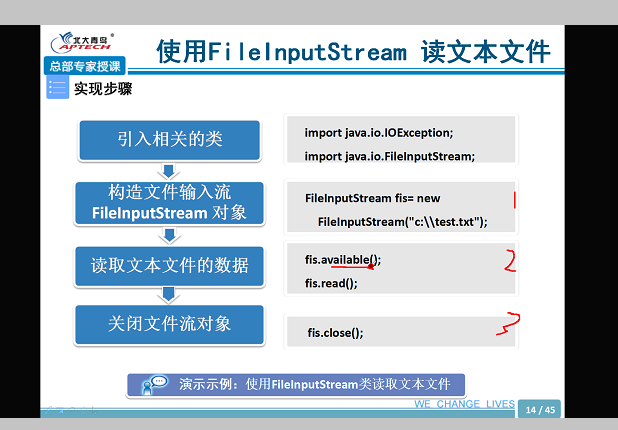 北大青鸟
APTECH
总部专家授课
使用FileInputStream 读文本文件
实现步骤
引入相关的类
import java.io.IOException;
import java.io.FileInputStream;
构造文件输入流
FileInputStream 对象
FileInputStream fis= new
FileInputStream("c:\\test.txt");
1
读取文本文件的数据
fis.available();
fis.read();
2
关闭文件流对象
fis.close();
3
演示示例：使用FileInputStream类读取文本文件
WE CHANGE LIVES
14 / 45